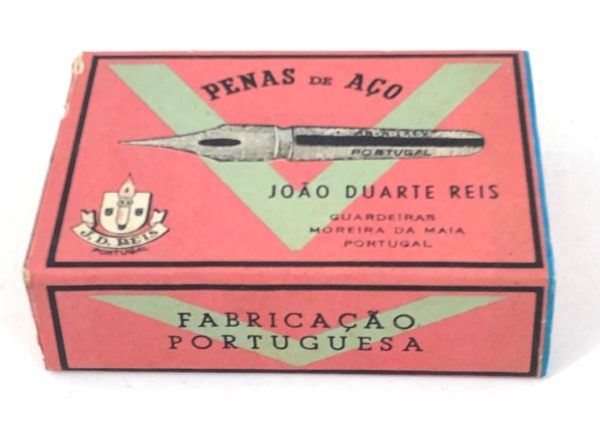 PENAS DE AÇO
PORTUGAL
JOÃO DUARTE REIS
GUARDEIRAS
MOREIRA DA MAIA
PORTUGAL
J. D. REIS
PORTUGAL
FABRICAÇÃO
PORTUGUESA